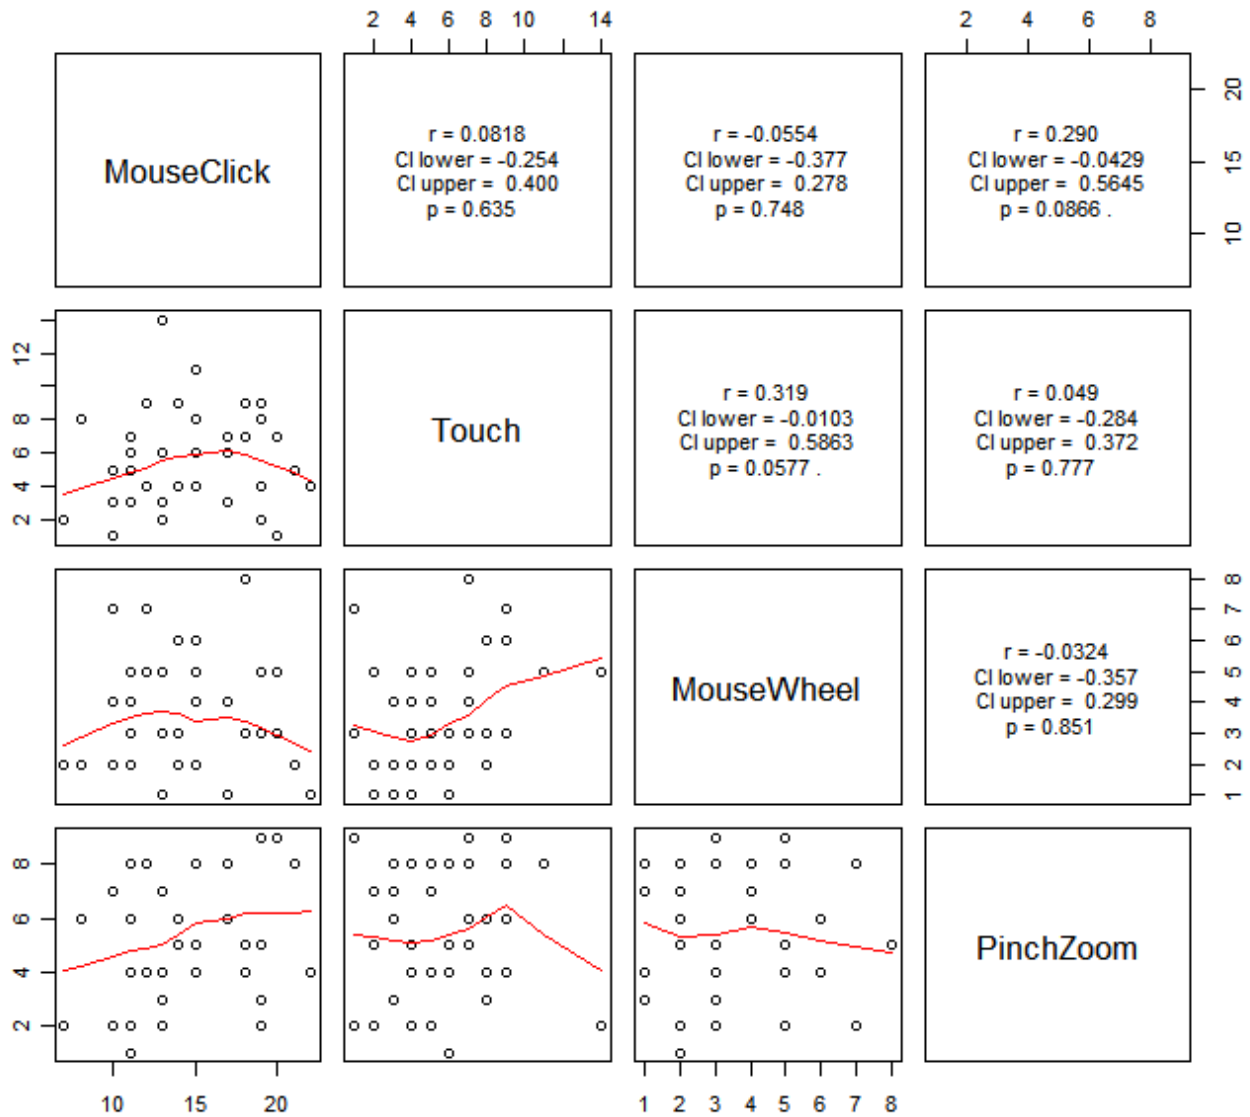 2 4 6 8 10 14
2 4 6 8
MouseClick
r = 0.0818
CI lower = -0.254
CI upper = 0.400
p = 0.635
r = -0.0554
CI lower = -0.377
CI upper = 0.278
p = 0.748
r = 0.290
CI lower = -0.0429
CI upper = 0.5645
p = 0.0866 .
20
15
10
12
8
6
4
2
Touch
r = 0.319
CI lower = -0.0103
CI upper = 0.5863
p = 0.0577 .
r = 0.049
CI lower = -0.284
CI upper = 0.372
p = 0.777
MouseWheel
r = -0.0324
CI lower = -0.357
CI upper = 0.299
p = 0.851
8
7
6
5
4
3
2
1
8
6
4
2
PinchZoom
10 15 20
1 2 3 4 5 6 7 8